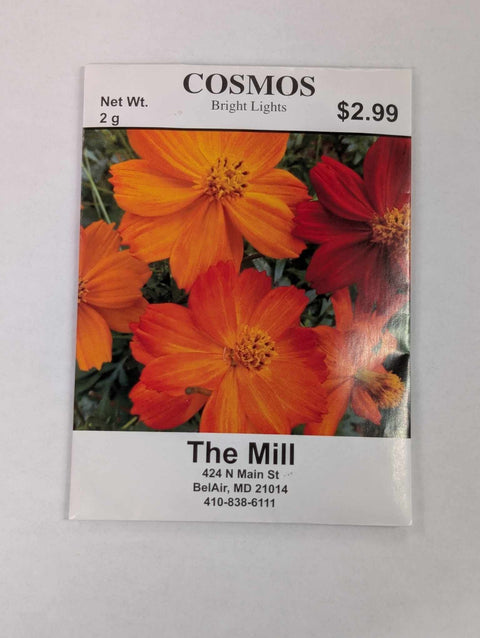 COSMOS
Bright Lights
Net Wt.
2 g
$2.99
The Mill
424 N Main St
BelAir, MD 21014
410-838-6111